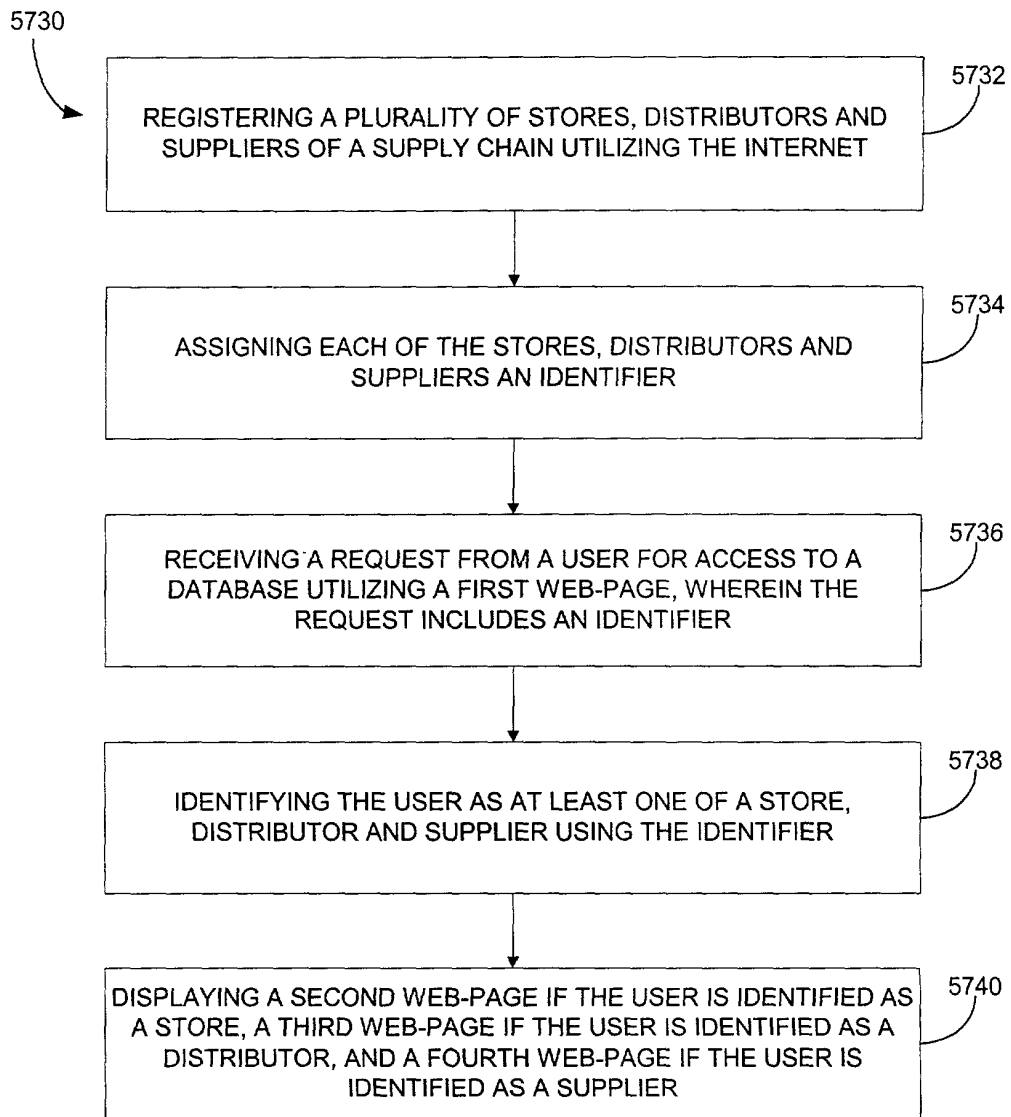 5730
5732
REGISTERING A PLURALITY OF STORES, DISTRIBUTORS AND
SUPPLIERS OF A SUPPLY CHAIN UTILIZING THE INTERNET
5734
ASSIGNING EACH OF THE STORES, DISTRIBUTORS AND
SUPPLIERS AN IDENTIFIER
5736
RECEIVING A REQUEST FROM A USER FOR ACCESS TO A
DATABASE UTILIZING A FIRST WEB-PAGE, WHEREIN THE
REQUEST INCLUDES AN IDENTIFIER
5738
IDENTIFYING THE USER AS AT LEAST ONE OF A STORE,
DISTRIBUTOR AND SUPPLIER USING THE IDENTIFIER
5740
DISPLAYING A SECOND WEB-PAGE IF THE USER IS IDENTIFIED AS
A STORE, A THIRD WEB-PAGE IF THE USER IS IDENTIFIED AS A
DISTRIBUTOR, AND A FOURTH WEB-PAGE IF THE USER IS
IDENTIFIED AS A SUPPLIER